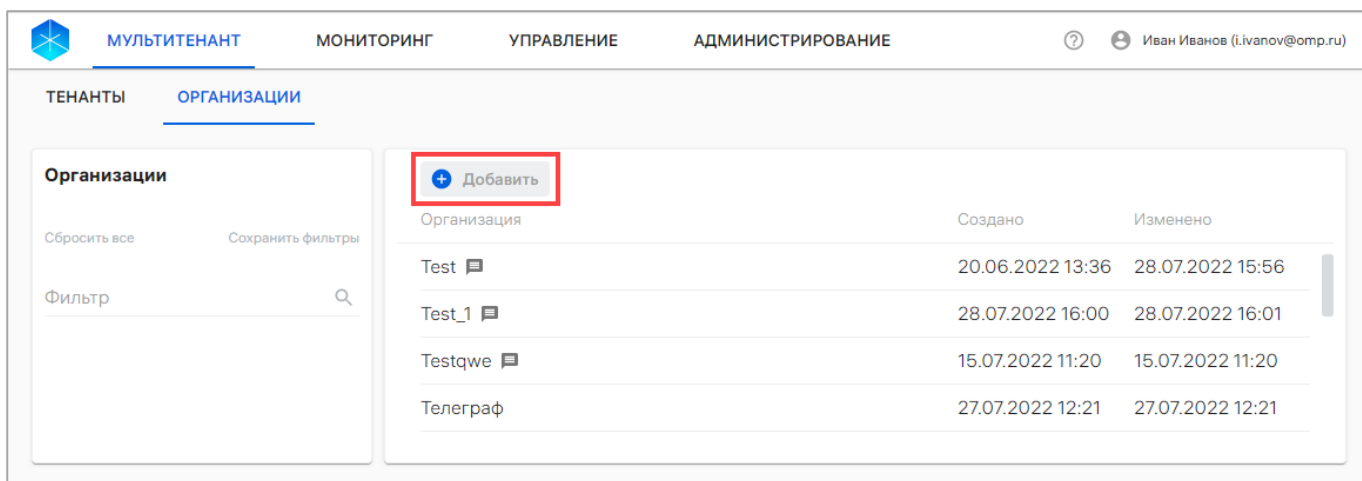 МУЛЬТИТЕНАНТ МОНИТОРИНГ УПРАВЛЕНИЕ АДМИНИСТРИРОВАНИЕ Иван Иванов (i.ivanov@omp.ru)
ТЕНАНТЫ ОРГАНИЗАЦИИ
Организации
Сбросить все Сохранить фильтры
Фильтр
Добавить
Организация Создано Изменено
Test 20.06.2022 13:36 28.07.2022 15:56
Test_1 28.07.2022 16:00 28.07.2022 16:01
Testqwe 15.07.2022 11:20 15.07.2022 11:20
Телеграф 27.07.2022 12:21 27.07.2022 12:21